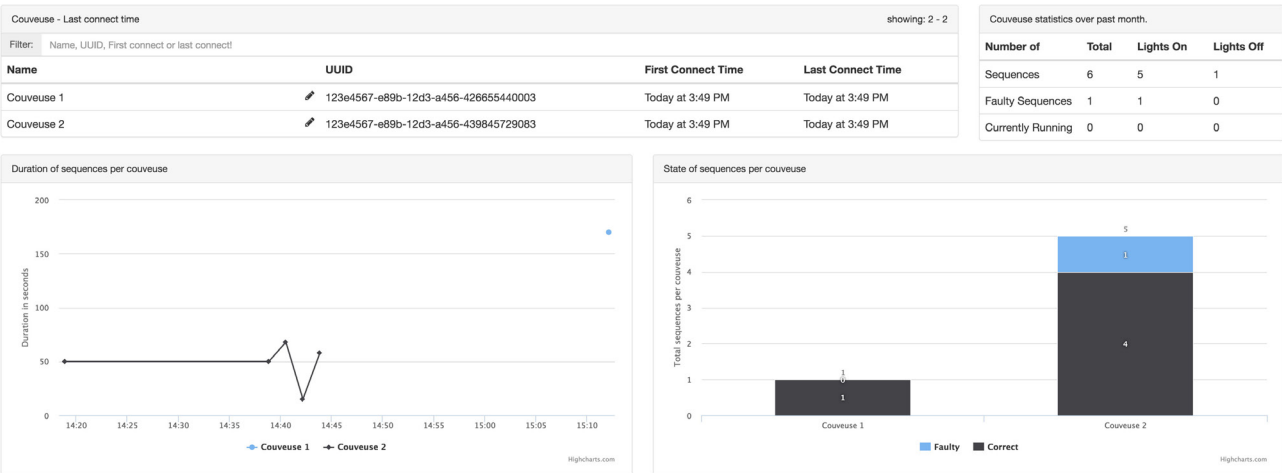 Couveuse - Last connect time showing: 2 - 2
Filter: Name, UUID, First connect or last connect!
Name UUID First Connect Time Last Connect Time
Couveuse 1 123e4567-e89b-12d3-a456-426655440003 Today at 3:49 PM Today at 3:49 PM
Couveuse 2 123e4567-e89b-12d3-a456-439845729083 Today at 3:49 PM Today at 3:49 PM
Couveuse statistics over past month.
Number of Total Lights On Lights Off
Sequences 6 5 1
Faulty Sequences 1 1 0
Currently Running 0 0 0
Duration of sequences per couveuse
Duration in seconds
200
150
100
50
0
14:20 14:25 14:30 14:35 14:40 14:45 14:50 14:55 15:00 15:05 15:10
Couveuse 1 Couveuse 2
Highcharts.com
State of sequences per couveuse
Total sequences per couveuse
6
5
4
3
2
1
0
1
0
1
5
1
4
Couveuse 1 Couveuse 2
Faulty Correct
Highcharts.com